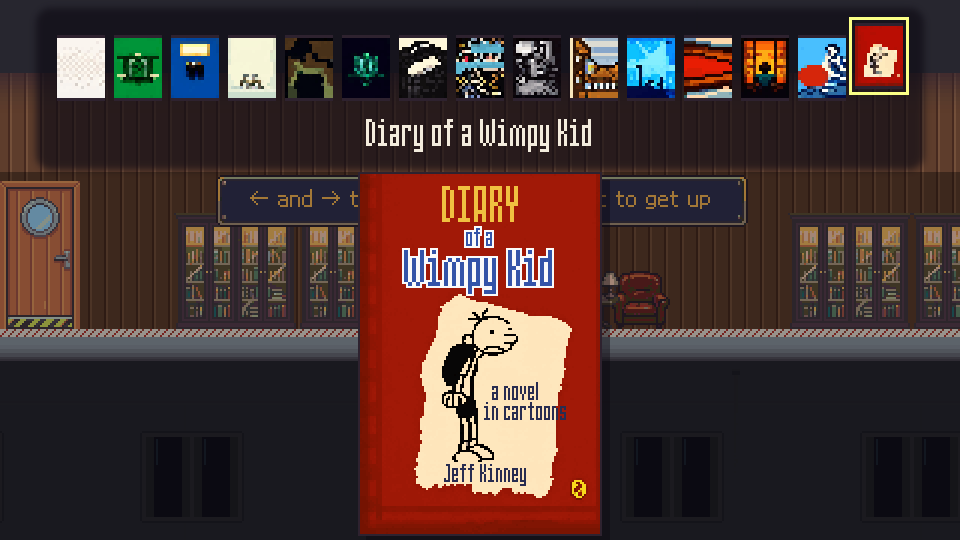 Diary of a Wimpy Kid
← and → t
t to get up
DIARY
of a
Wimpy Kid
a novel
in cartoons
Jeff Kinney